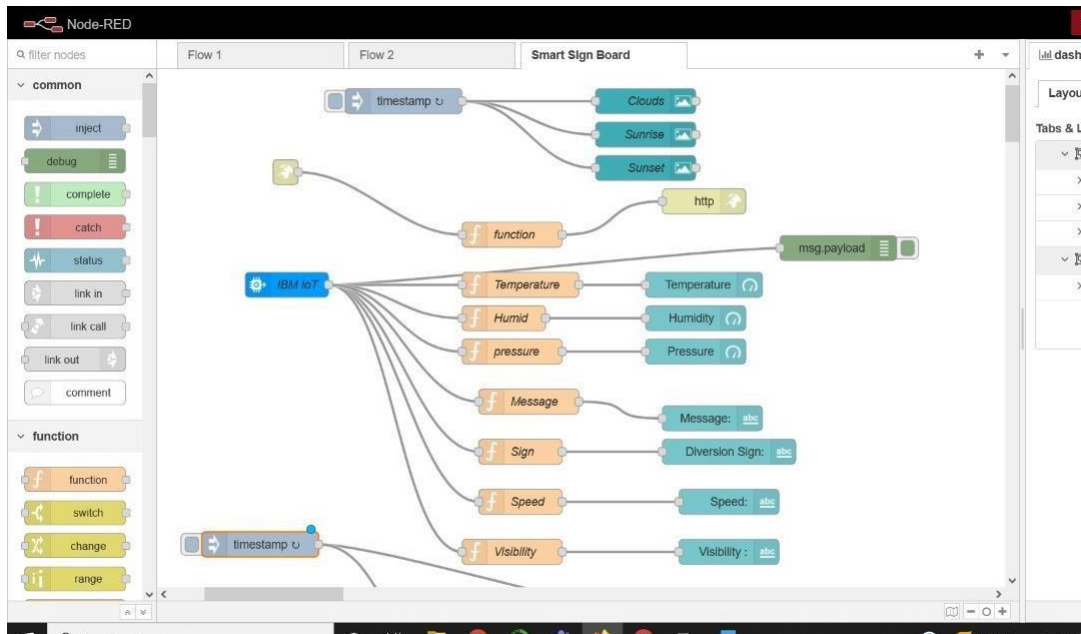 Node-RED
filter nodes
Flow 1
Flow 2
Smart Sign Board
dash
common
inject
debug
complete
catch
status
link in
link call
link out
comment
function
function
switch
change
range
timestamp ↻
Clouds
Sunrise
Sunset
http
function
msg.payload
IBM IoT
Temperature
Temperature
Humid
Humidity
pressure
Pressure
Message
Message: abc
Sign
Diversion Sign: abc
Speed
Speed: abc
timestamp ↻
Visibility
Visibility : abc
Layou
Tabs & L